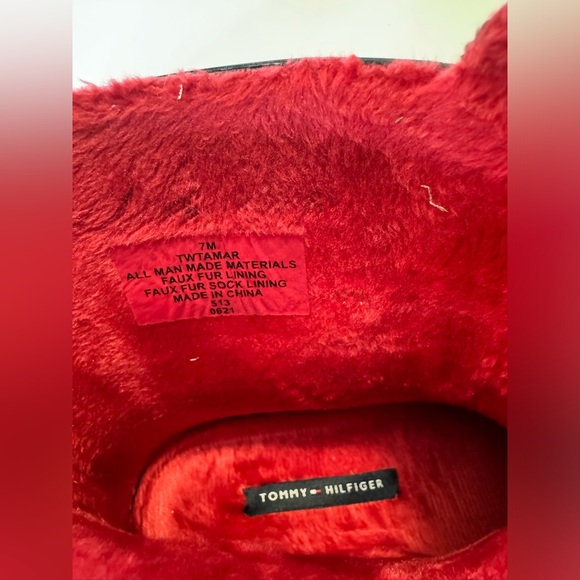 7M
TWTAMAR
ALL MAN MADE MATERIALS
FAUX FUR LINING
FAUX FUR SOCK LINING
MADE IN CHINA
513
0621
TOMMY HILFIGER